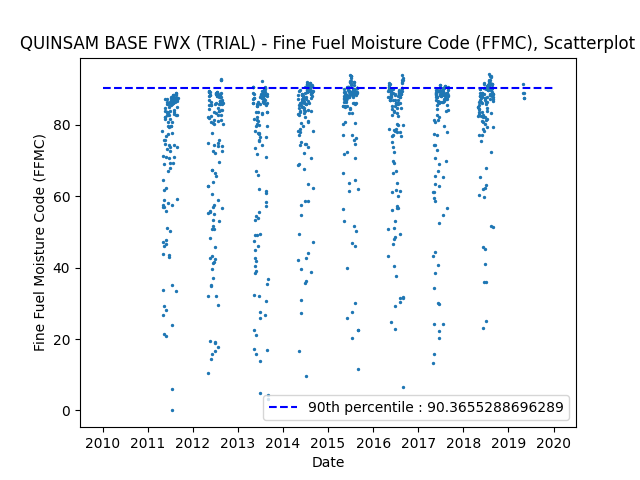 QUINSAM BASE FWX (TRIAL) - Fine Fuel Moisture Code (FFMC), Scatterplot
Fine Fuel Moisture Code (FFMC)
80
60
40
20
0
90th percentile : 90.3655288696289
2010 2011 2012 2013 2014 2015 2016 2017 2018 2019 2020
Date